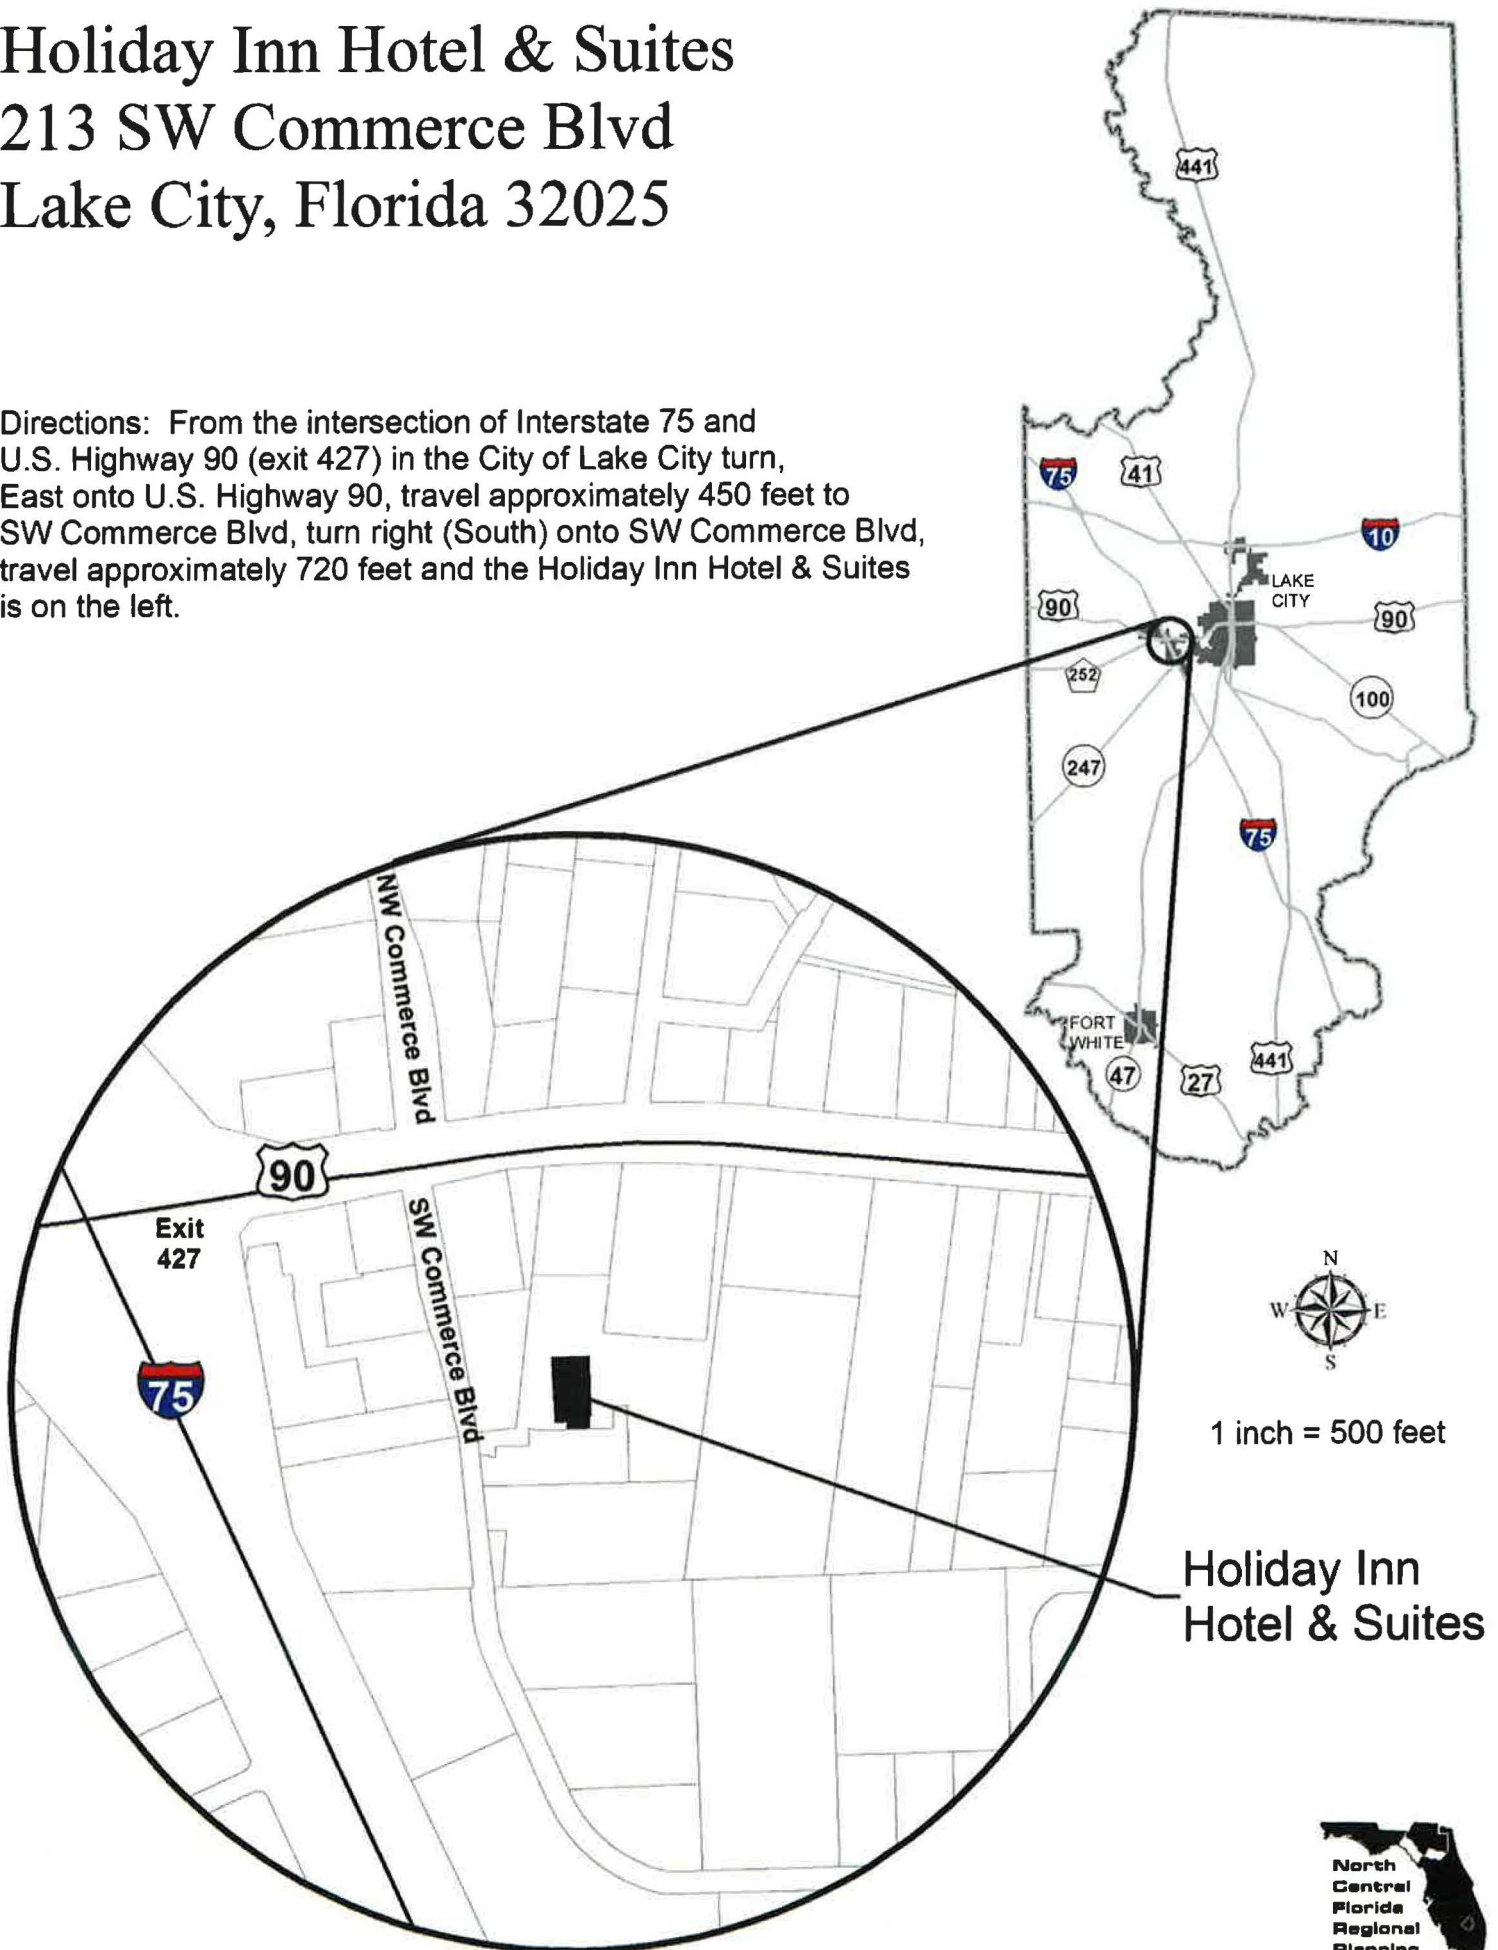 Holiday Inn Hotel & Suites
213 SW Commerce Blvd
Lake City, Florida 32025
Directions: From the intersection of Interstate 75 and
U.S. Highway 90 (exit 427) in the City of Lake City turn,
East onto U.S. Highway 90, travel approximately 450 feet to
SW Commerce Blvd, turn right (South) onto SW Commerce Blvd,
travel approximately 720 feet and the Holiday Inn Hotel & Suites
is on the left.
441
75
41
10
LAKE
CITY
90
90
252
100
247
75
FORT
WHITE
47
27
441
NW Commerce Blvd
90
Exit
427
SW Commerce Blvd
75
N
W
E
S
1 inch = 500 feet
Holiday Inn
Hotel & Suites
North
Central
Florida
Regional
Planning